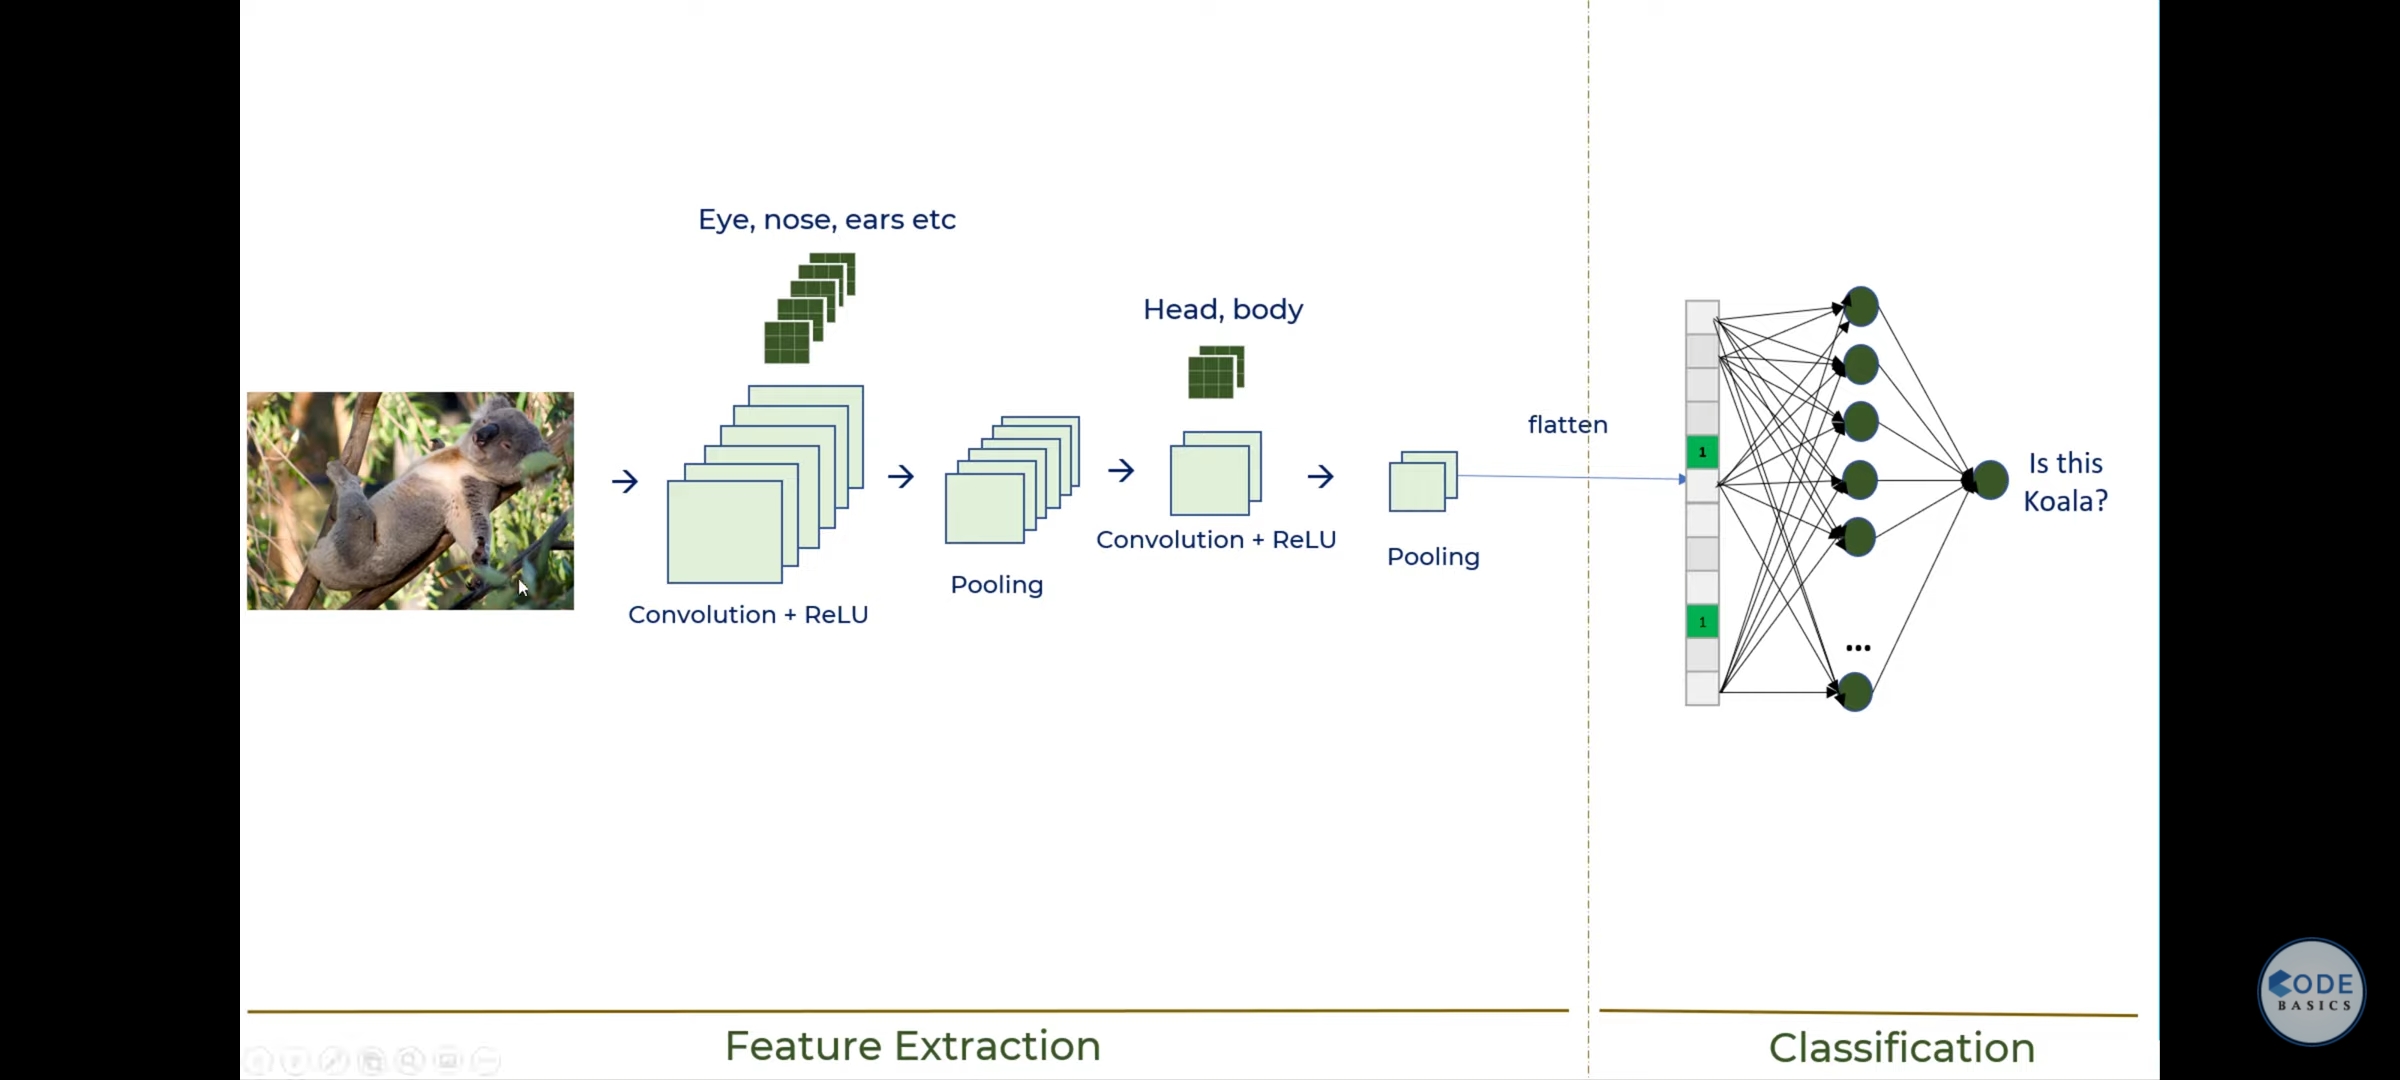 Eye, nose, ears etc
Head, body
flatten
1
Is this
Koala?
Convolution + ReLU
Pooling
Convolution + ReLU
Pooling
1
...
Feature Extraction
Classification
CODE
BASICS